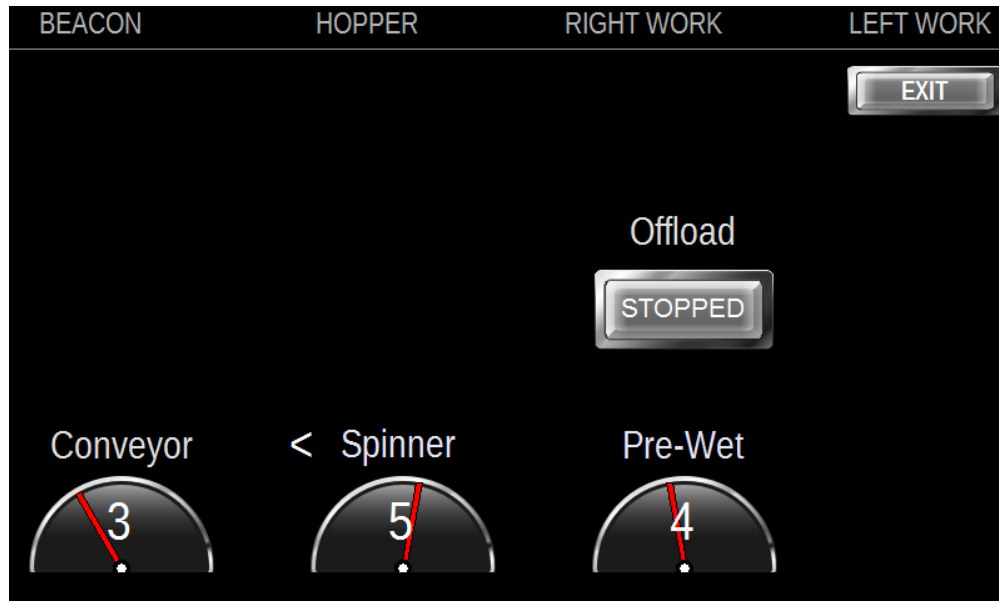 BEACON HOPPER RIGHT WORK LEFT WORK
EXIT
Offload
STOPPED
Conveyor < Spinner Pre-Wet
3 5 4